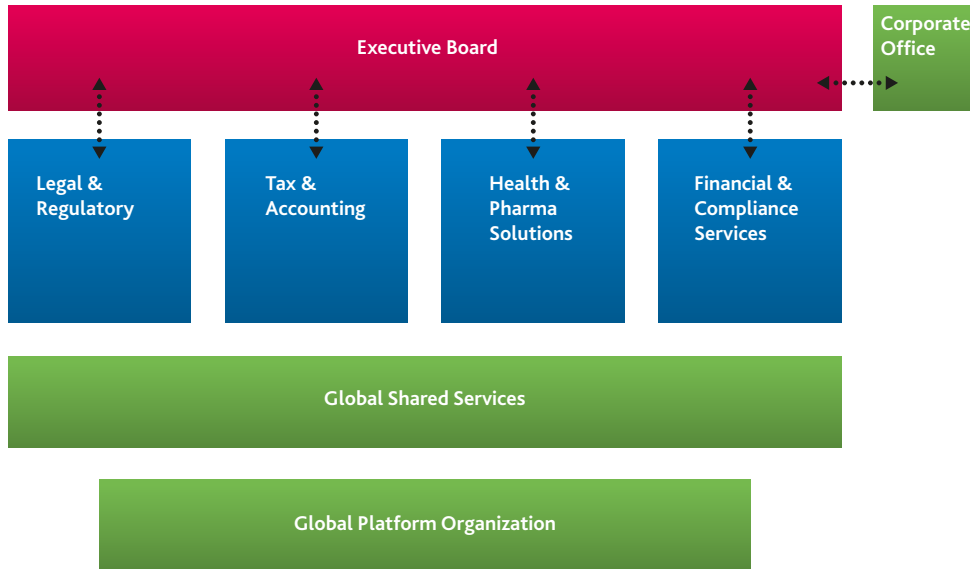 Executive Board
Corporate
Office
Legal &
Regulatory
Tax &
Accounting
Health &
Pharma
Solutions
Financial &
Compliance
Services
Global Shared Services
Global Platform Organization